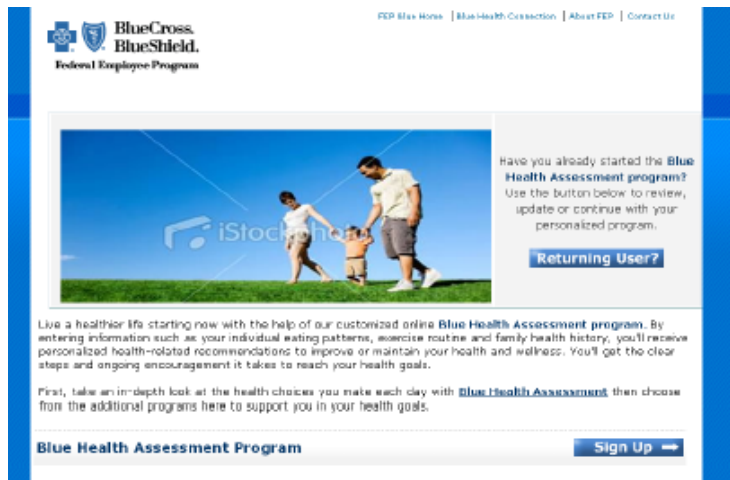 FEP Blue Home | Blue Health Connection | About FEP | Contact Us
BlueCross.
BlueShield.
Federal Employee Program
Have you already started the Blue
Health Assessment program?
Use the button below to review,
update or continue with your
personalized program.
iStockphoto
Returning User?
Live a healthier life starting now with the help of our customized online Blue Health Assessment program. By
entering information such as your individual eating patterns, exercise routine and family health history, you'll receive
personalized health-related recommendations to improve or maintain your health and wellness. You'll get the clear
steps and ongoing encouragement it takes to reach your health goals.
First, take an in-depth look at the health choices you make each day with Blue Health Assessment then choose
from the additional programs here to support you in your health goals.
Blue Health Assessment Program
Sign Up